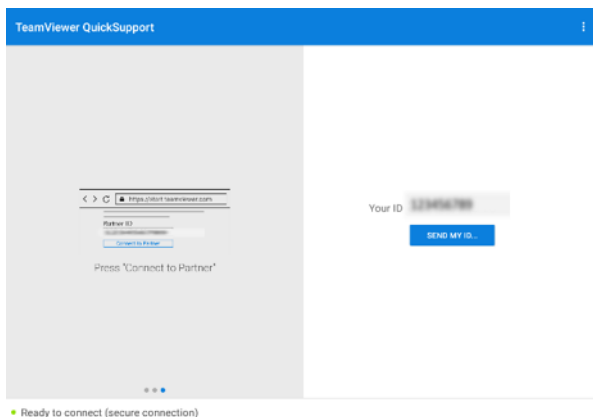 TeamViewer QuickSupport
https://start.teamviewer.com
Partner ID
Connect to Partner
Press "Connect to Partner"
Your ID
SEND MY ID...
Ready to connect (secure connection)